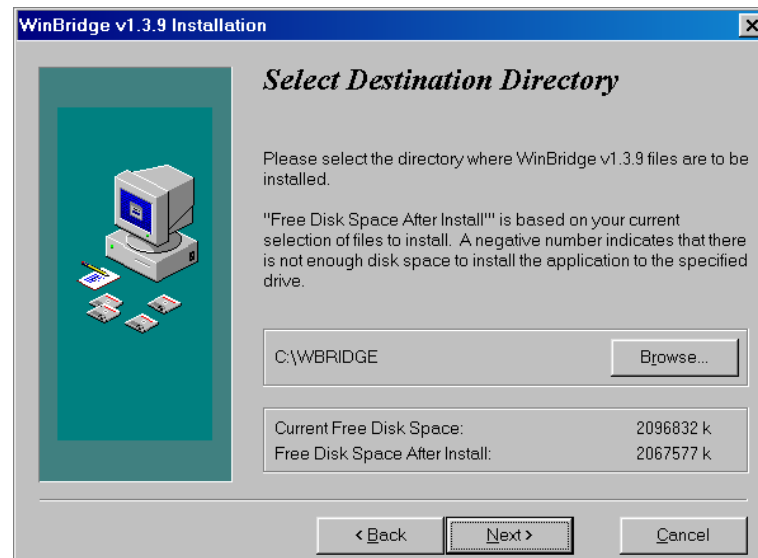 WinBridge v1.3.9 Installation
Select Destination Directory
Please select the directory where WinBridge v1.3.9 files are to be
installed.
"Free Disk Space After Install"' is based on your current
selection of files to install.  A negative number indicates that there
is not enough disk space to install the application to the specified
drive.
C:\WBRIDGE
Browse...
Current Free Disk Space: 2096832 k
Free Disk Space After Install: 2067577 k
< Back
Next >
Cancel